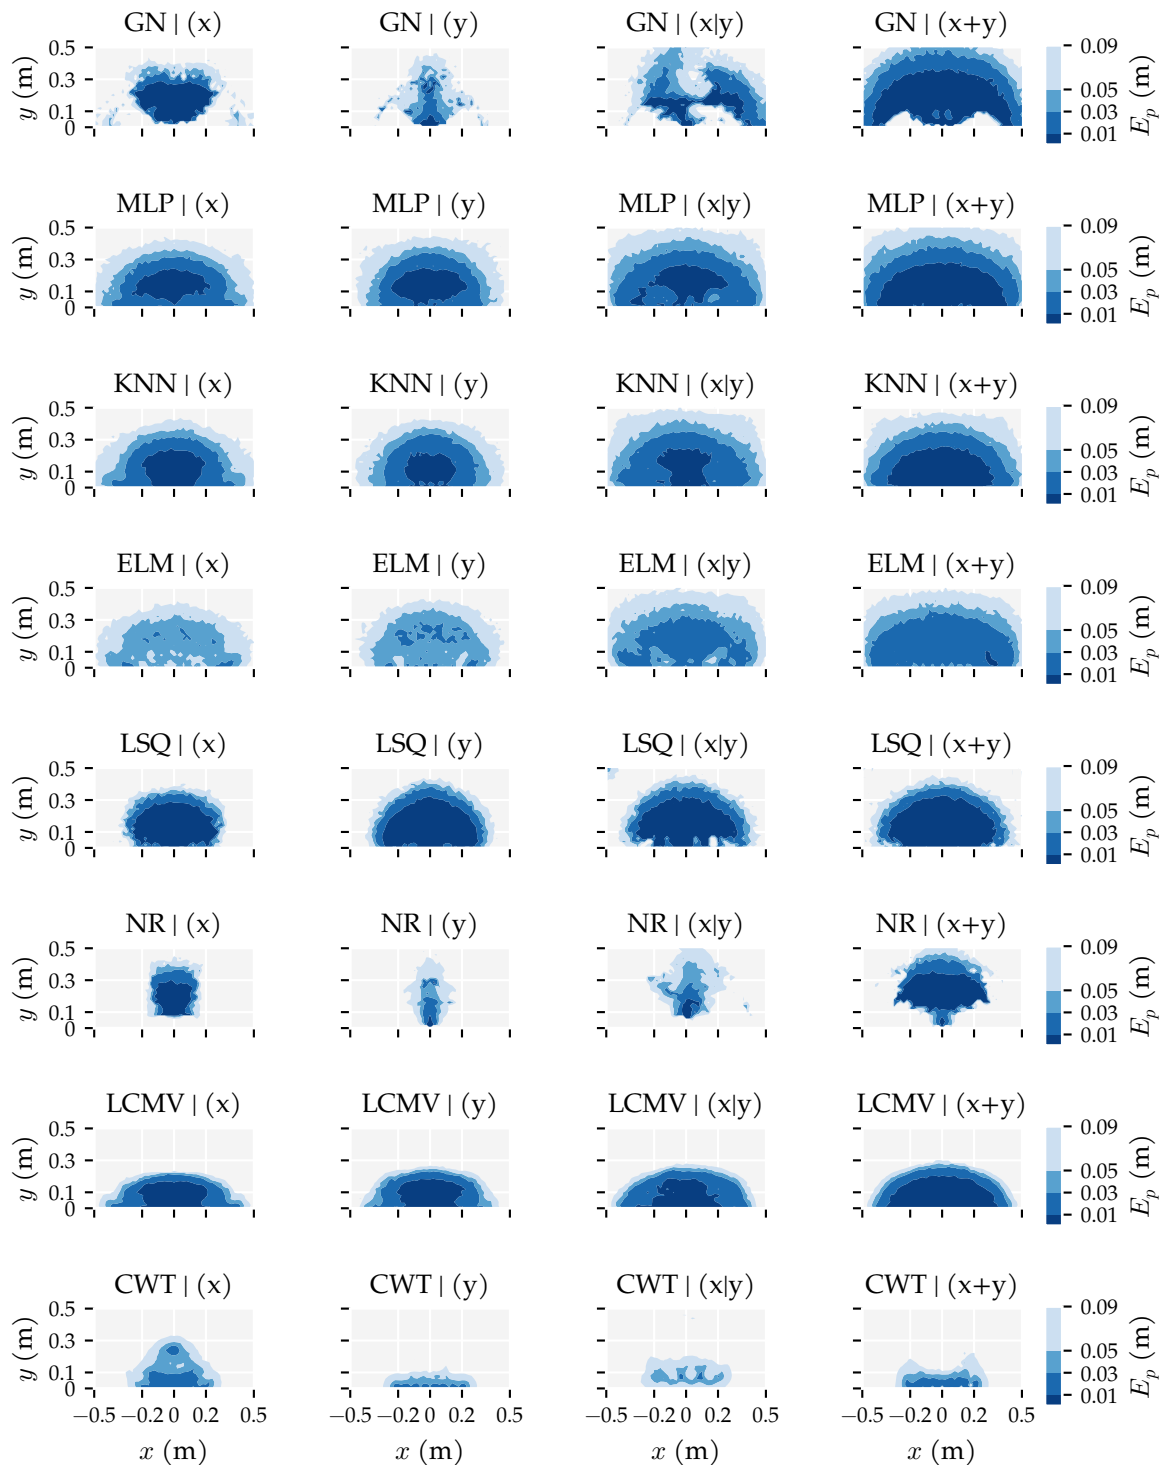 GN | (x) GN | (y) GN | (x|y) GN | (x+y)
0.5 0.3 0.1 0 y (m) 0.09 0.05 0.03 0.01 E_p (m)
MLP | (x) MLP | (y) MLP | (x|y) MLP | (x+y)
0.5 0.3 0.1 0 y (m) 0.09 0.05 0.03 0.01 E_p (m)
KNN | (x) KNN | (y) KNN | (x|y) KNN | (x+y)
0.5 0.3 0.1 0 y (m) 0.09 0.05 0.03 0.01 E_p (m)
ELM | (x) ELM | (y) ELM | (x|y) ELM | (x+y)
0.5 0.3 0.1 0 y (m) 0.09 0.05 0.03 0.01 E_p (m)
LSQ | (x) LSQ | (y) LSQ | (x|y) LSQ | (x+y)
0.5 0.3 0.1 0 y (m) 0.09 0.05 0.03 0.01 E_p (m)
NR | (x) NR | (y) NR | (x|y) NR | (x+y)
0.5 0.3 0.1 0 y (m) 0.09 0.05 0.03 0.01 E_p (m)
LCMV | (x) LCMV | (y) LCMV | (x|y) LCMV | (x+y)
0.5 0.3 0.1 0 y (m) 0.09 0.05 0.03 0.01 E_p (m)
CWT | (x) CWT | (y) CWT | (x|y) CWT | (x+y)
0.5 0.3 0.1 0 y (m) 0.09 0.05 0.03 0.01 E_p (m)
−0.5 −0.2 0 0.2 0.5 −0.5 −0.2 0 0.2 0.5 −0.5 −0.2 0 0.2 0.5 −0.5 −0.2 0 0.2 0.5
x (m) x (m) x (m) x (m)